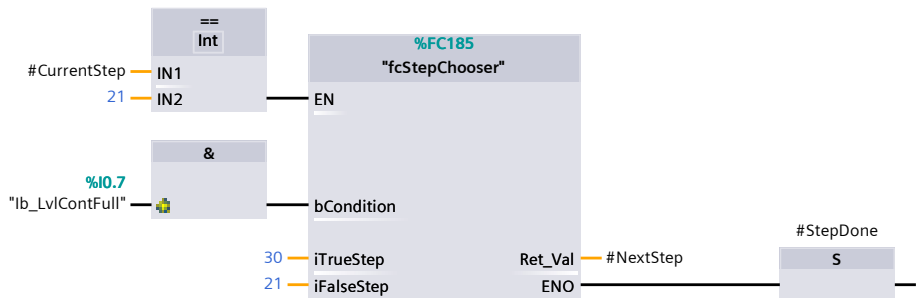 ==
Int
#CurrentStep IN1
21 IN2
%FC185
"fcStepChooser"
EN
&
%I0.7
"Ib_LvlContFull"
bCondition
30 iTrueStep Ret_Val #NextStep
21 iFalseStep ENO
#StepDone
S